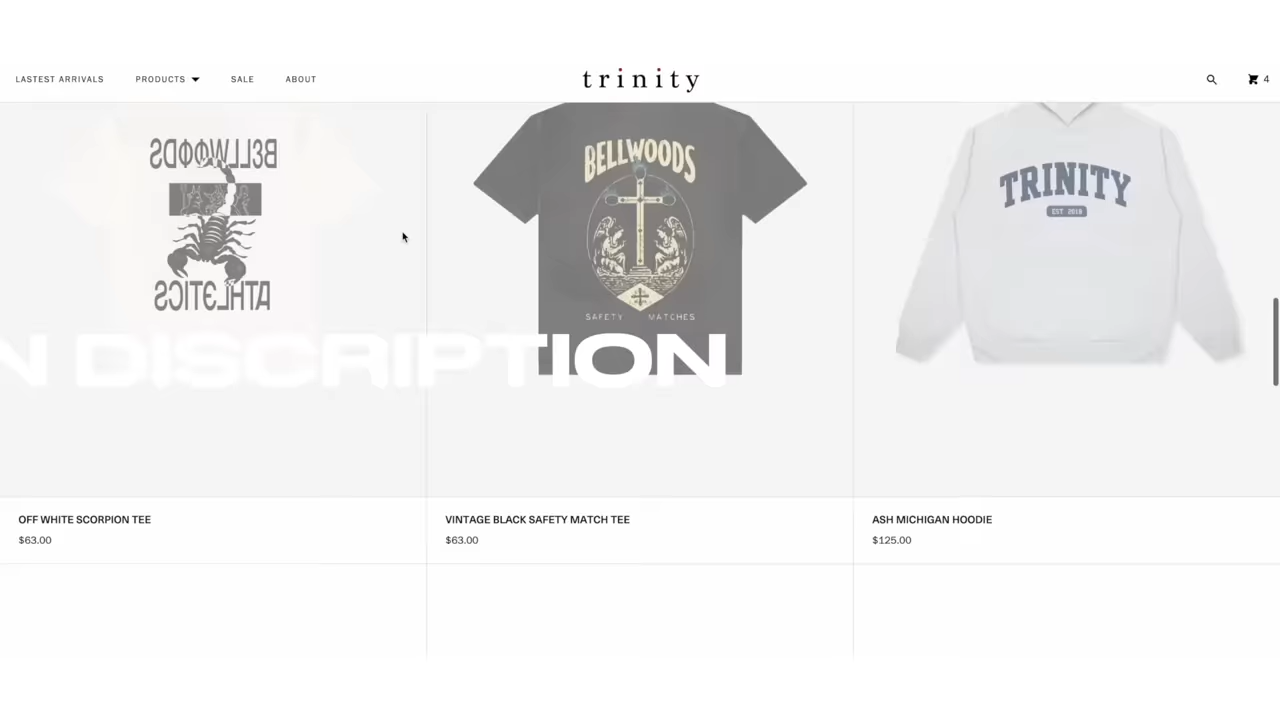 LASTEST ARRIVALS PRODUCTS SALE ABOUT trinity 4
BELLWOODS
ATHLETICS
BELLWOODS
SAFETY MATCHES
TRINITY
EST 2018
N DISCRIPTION
OFF WHITE SCORPION TEE
$63.00
VINTAGE BLACK SAFETY MATCH TEE
$63.00
ASH MICHIGAN HOODIE
$125.00